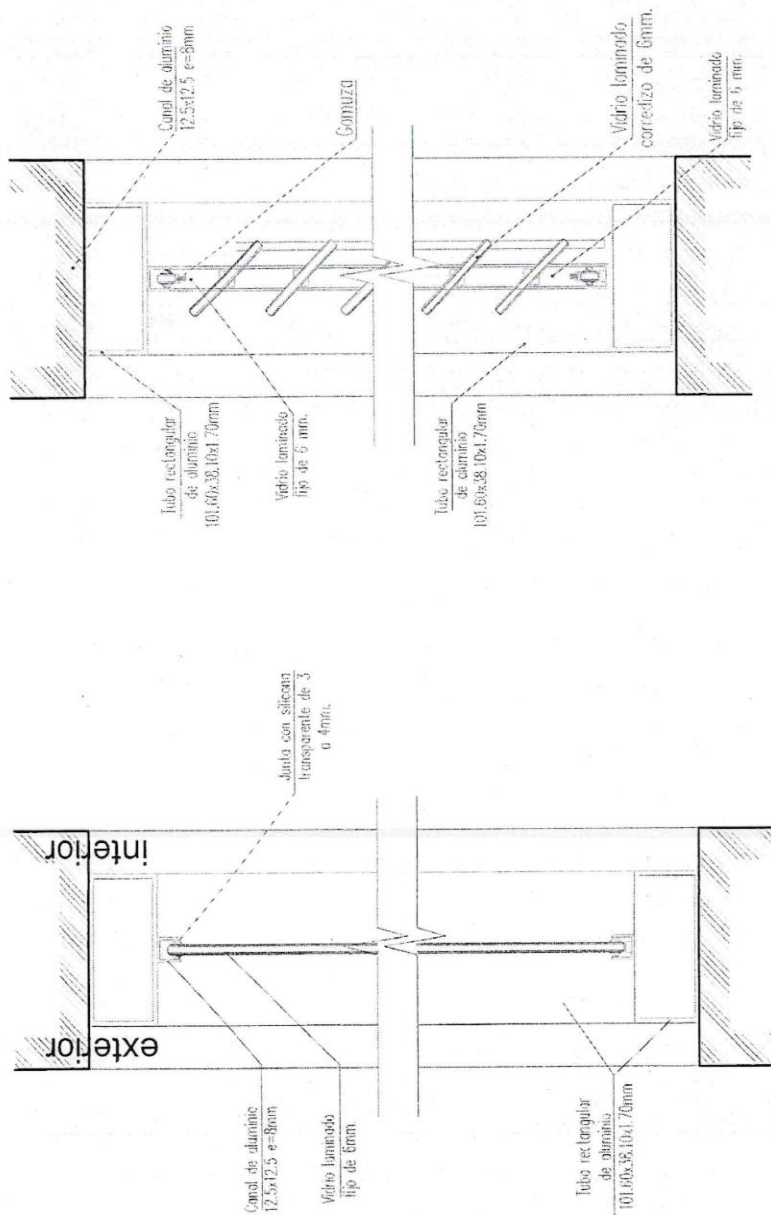 Canal de aluminio
12.5x12.5 e=8mm
Gamuza
Tubo rectangular
de aluminio
101.60x38.10x1.70mm
Vidrio laminado
fijo de 6 mm.
Tubo rectangular
de aluminio
101.60x38.10x1.70mm
Vidrio laminado
corredizo de 6mm.
Vidrio laminado
fijo de 6 mm.
interior
exterior
Junta con silicona
transparente de 3
a 4mm.
Canal de aluminio
12.5x12.5 e=8mm
Vidrio laminado
fijo de 6mm
Tubo rectangular
de aluminio
101.60x38.10x1.70mm